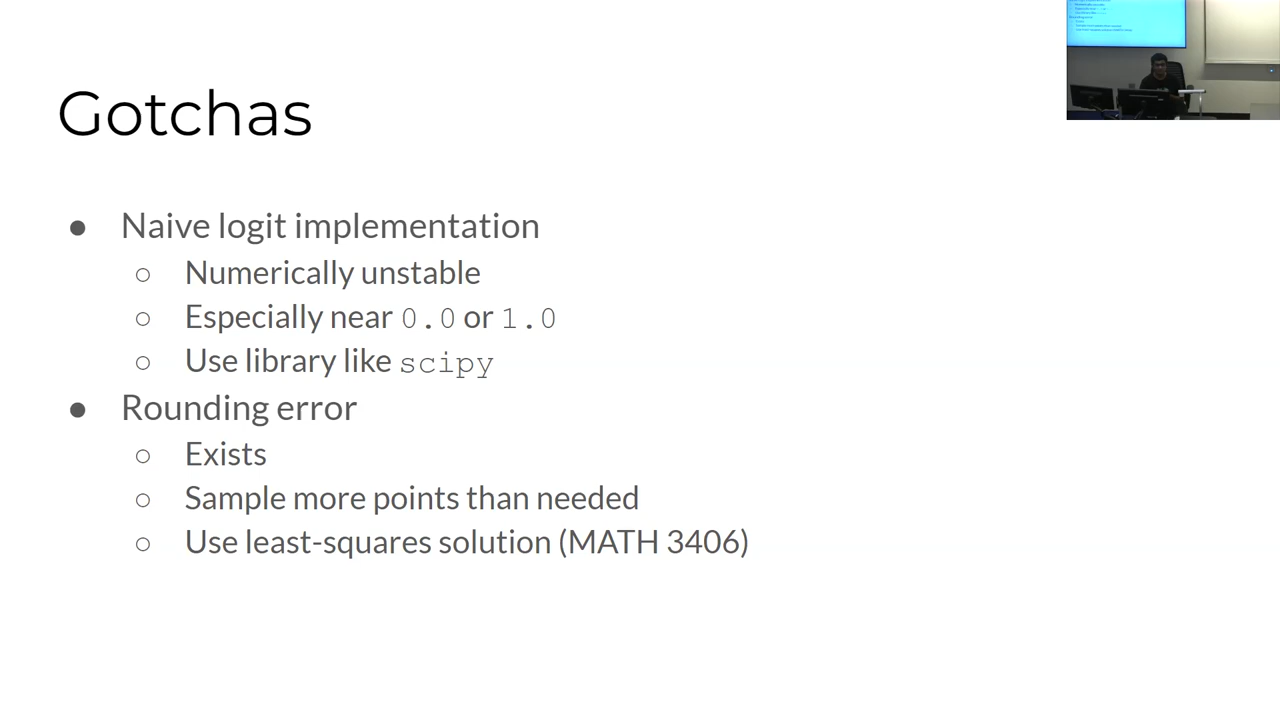 Gotchas
● Naive logit implementation
○ Numerically unstable
○ Especially near 0.0 or 1.0
○ Use library like scipy
● Rounding error
○ Exists
○ Sample more points than needed
○ Use least-squares solution (MATH 3406)